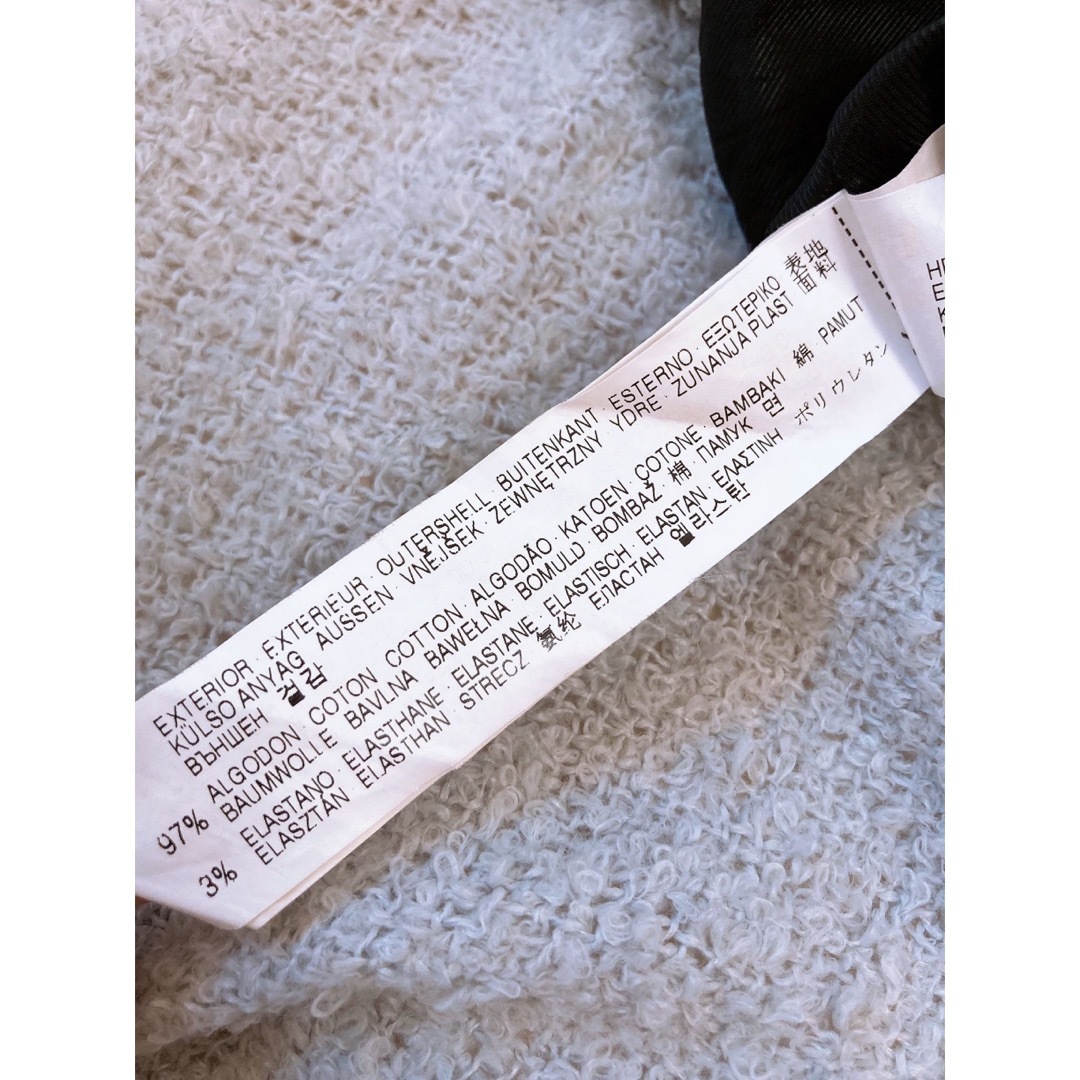 EXTERIOR · EXTERIEUR · OUTERSHELL · BUITENKANT ESTERNO · ΕΞΩΤΕΡΙΚΟ 表地
KÜLSO ANYAG AUSSEN VNĚJŠEK · ZEWNĘTRZNY YDRE · ZUNANJA PLAST 面料
ВЪНШЕН 겉감
97% ALGODON · COTON COTTON · ALGODÃO · KATOEN COTONE · BAMBAKI 綿 PAMUT
BAUMWOLLE BAVLNA BAWEŁNA BOMULD BOMBAŽ 棉 ПАМУК 면
3% ELASTANO · ELASTHANE · ELASTANE · ELASTISCH · ELASTAN · ΕΛΑΣΤΙΝΗ ポリウレタン
ELASZTÁN ELASTHAN STRECZ 氨纶 ЕЛАСТАН 엘라스탄